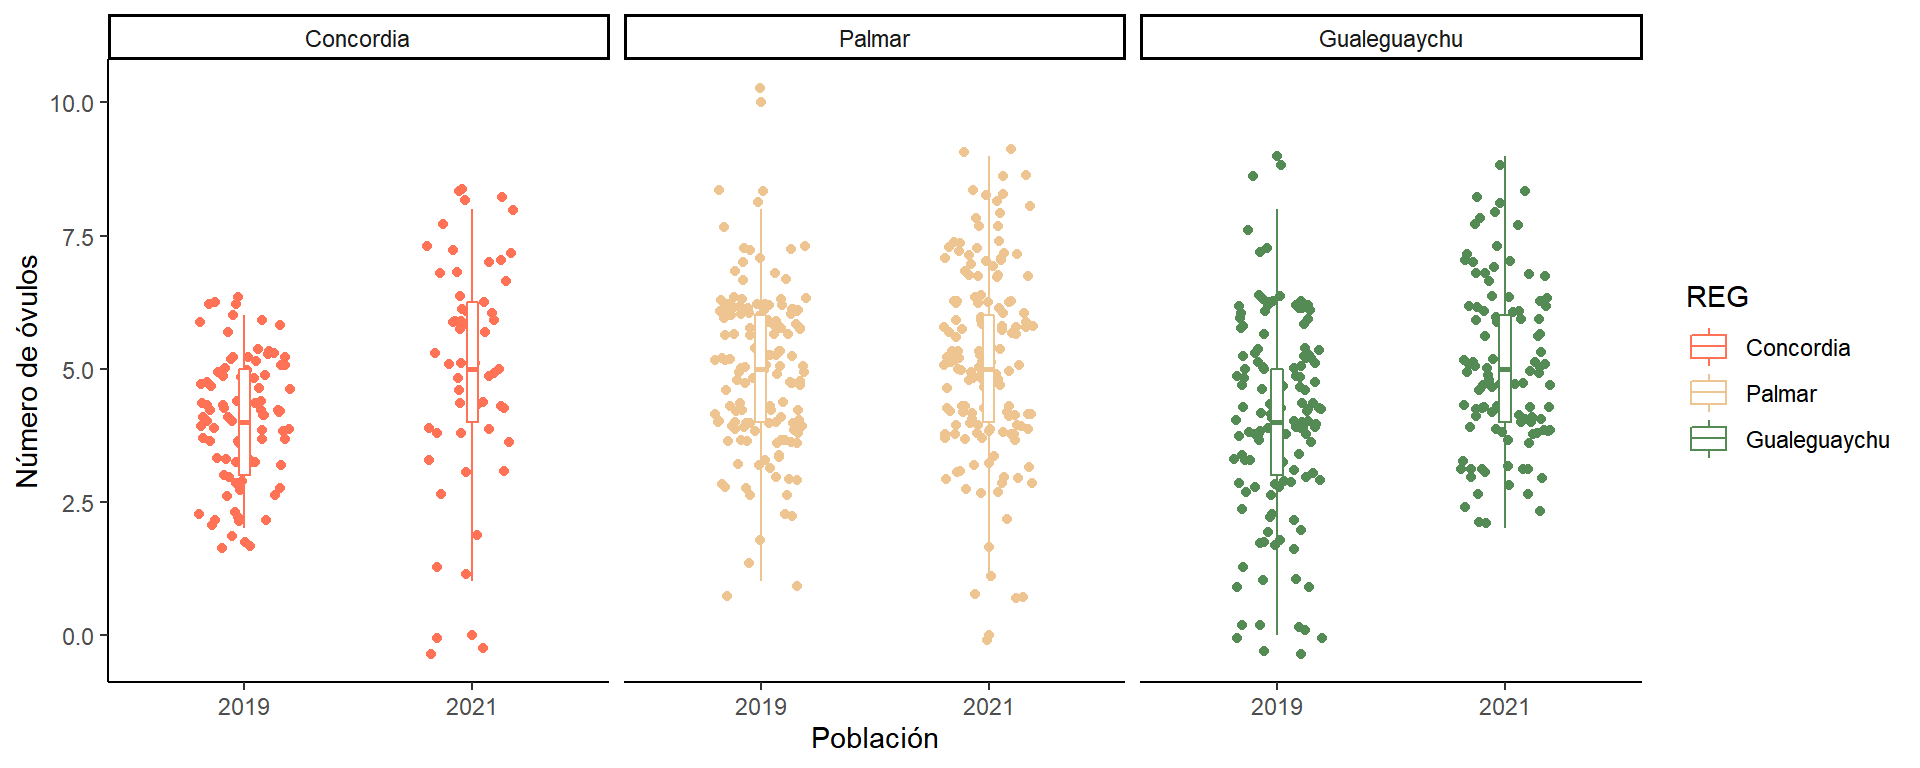 Concordia
Palmar
Gualeguaychu
10.0
7.5
5.0
2.5
0.0
Número de óvulos
2019
2021
2019
2021
2019
2021
Población
REG
Concordia
Palmar
Gualeguaychu